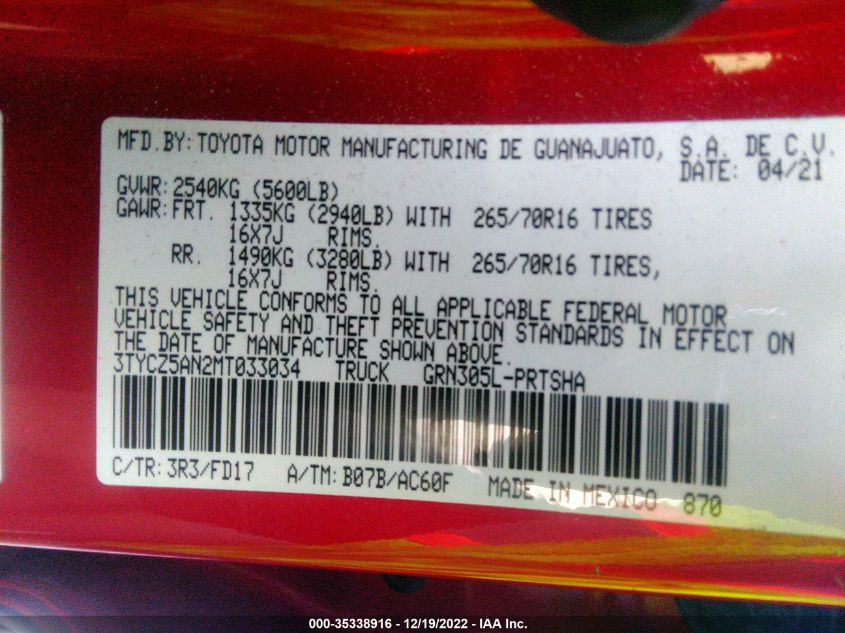 MFD.BY:TOYOTA MOTOR MANUFACTURING DE GUANAJUATO, S.A. DE C.V.
DATE: 04/21
GVWR:2540KG (5600LB)
GAWR:FRT. 1335KG (2940LB) WITH 265/70R16 TIRES
16X7J RIMS.
RR. 1490KG (3280LB) WITH 265/70R16 TIRES,
16X7J RIMS.
THIS VEHICLE CONFORMS TO ALL APPLICABLE FEDERAL MOTOR
VEHICLE SAFETY AND THEFT PREVENTION STANDARDS IN EFFECT ON
THE DATE OF MANUFACTURE SHOWN ABOVE.
3TYCZ5AN2MT033034 TRUCK GRN305L-PRTSHA
C/TR:3R3/FD17 A/TM:B07B/AC60F MADE IN MEXICO 870
000-35338916 - 12/19/2022 - IAA Inc.